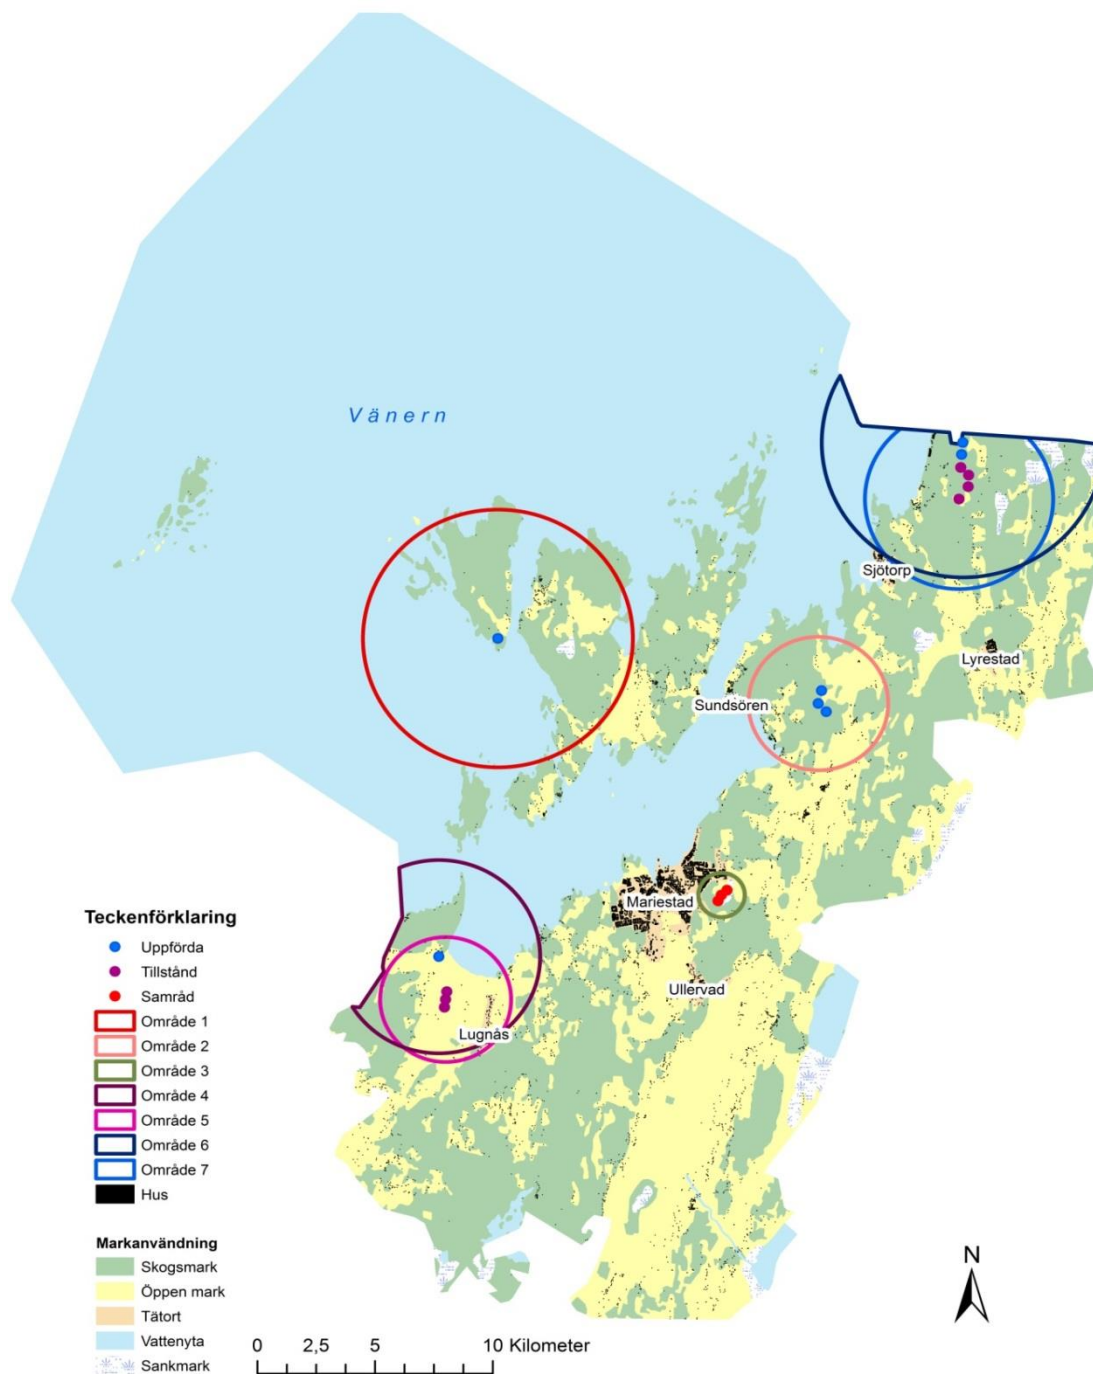 Vänern
Sjötorp
Lyrestad
Sundsören
Mariestad
Ullervad
Lugnås
Teckenförklaring
Uppförda
Tillstånd
Samråd
Område 1
Område 2
Område 3
Område 4
Område 5
Område 6
Område 7
Hus
Markanvändning
Skogsmark
Öppen mark
Tätort
Vattenyta
Sankmark
0 2,5 5 10 Kilometer
N